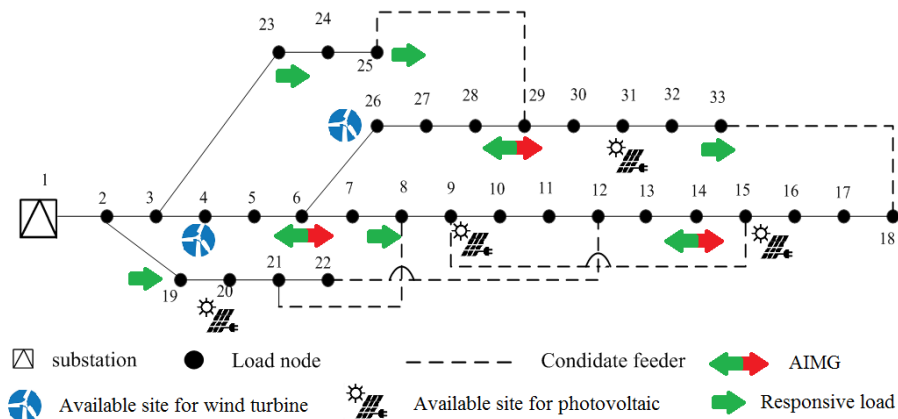 23 24 25
26 27 28 29 30 31 32 33
1 2 3 4 5 6 7 8 9 10 11 12 13 14 15 16 17 18
19 20 21 22
substation Load node Candidate feeder AIMG
Available site for wind turbine Available site for photovoltaic Responsive load